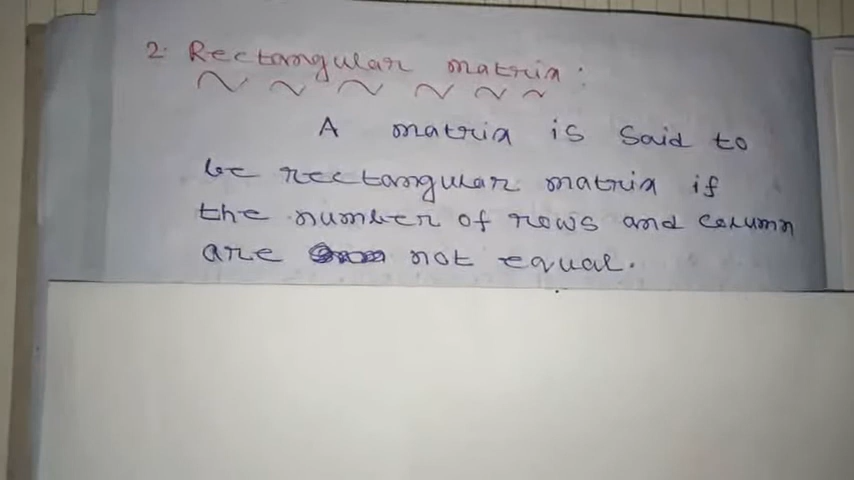 2. Rectangular matrix :
A matrix is said to
be rectangular matrix if
the number of rows and column
are not equal.